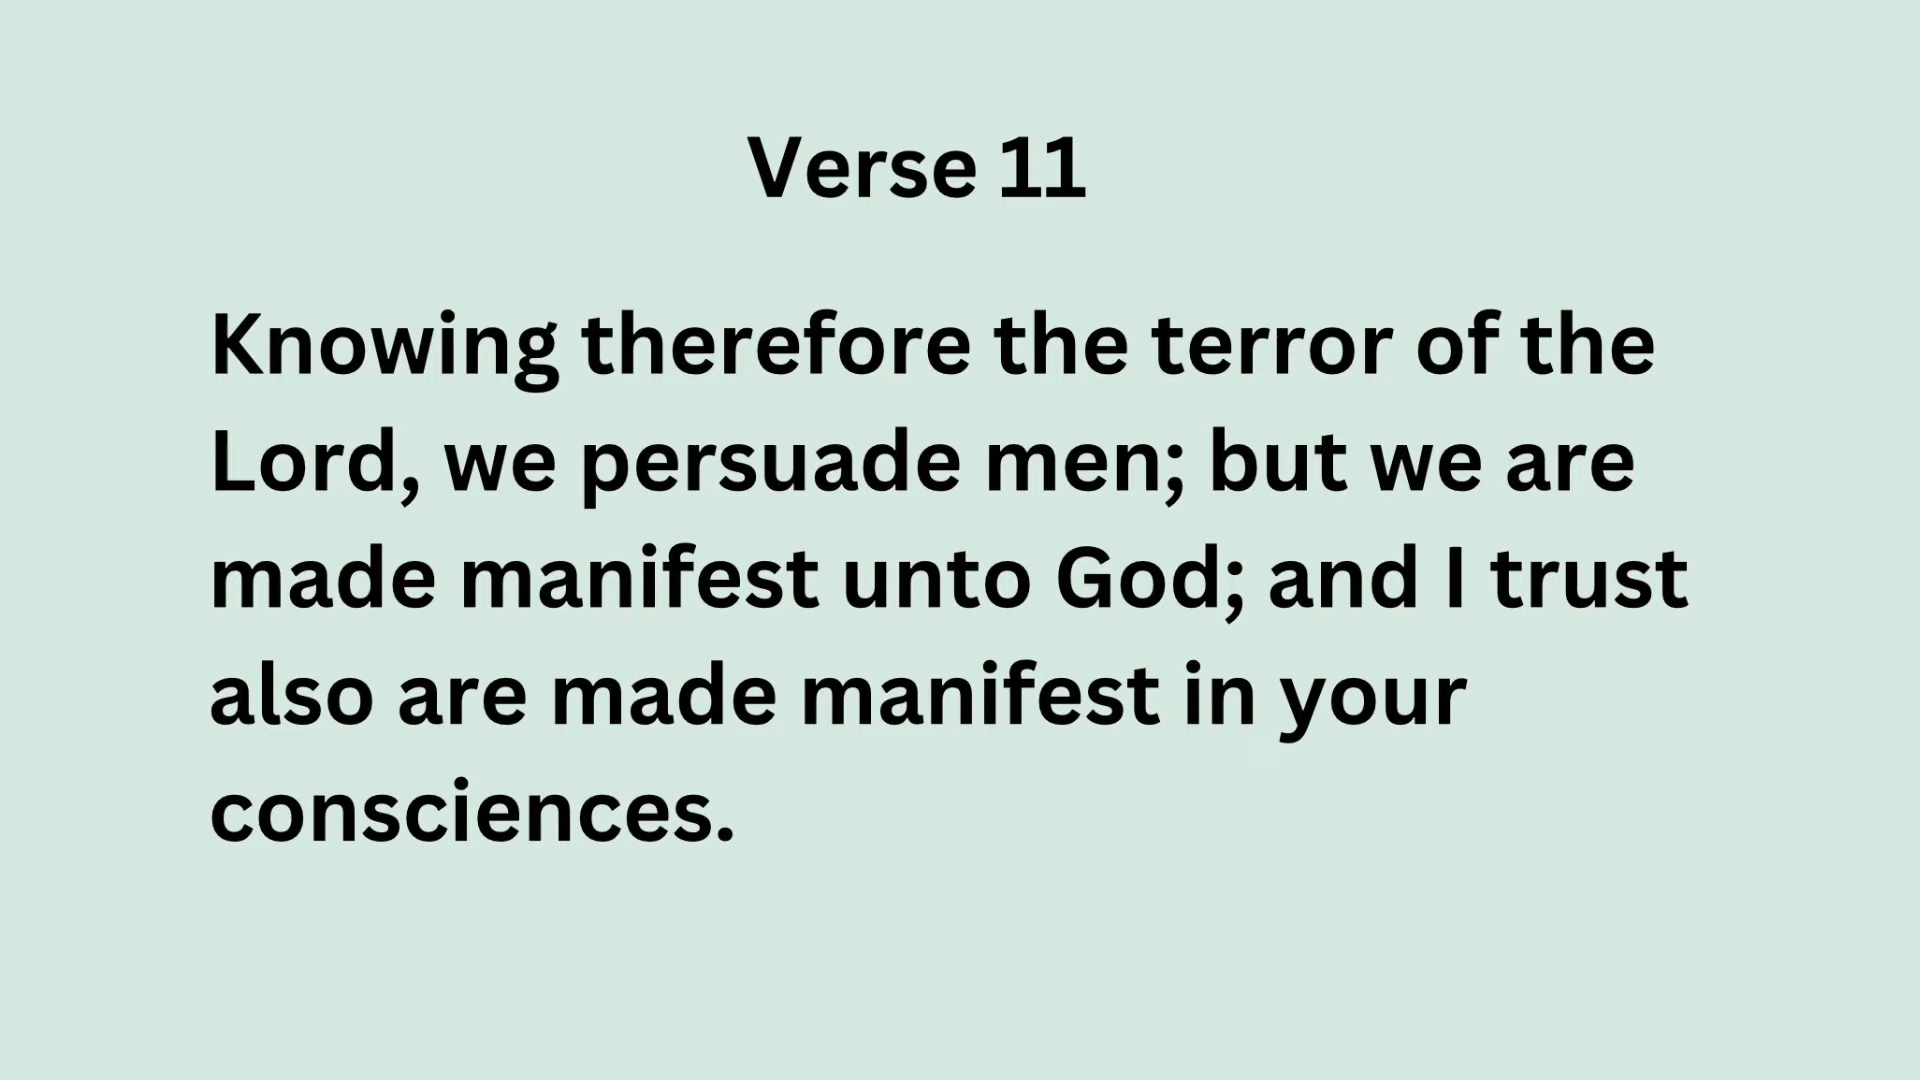 Verse 11
Knowing therefore the terror of the
Lord, we persuade men; but we are
made manifest unto God; and I trust
also are made manifest in your
consciences.